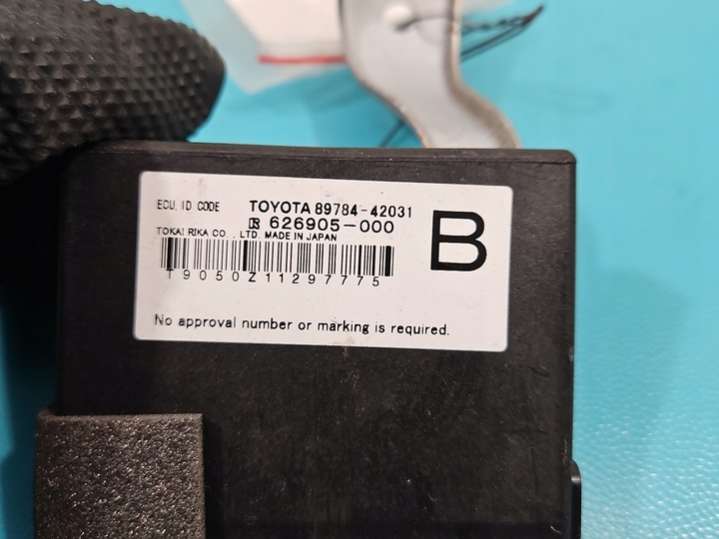 ECU, ID CODE TOYOTA 89784-42031
R 626905-000
B
TOKAI RIKA CO., LTD. MADE IN JAPAN
T9050Z11297775
No approval number or marking is required.